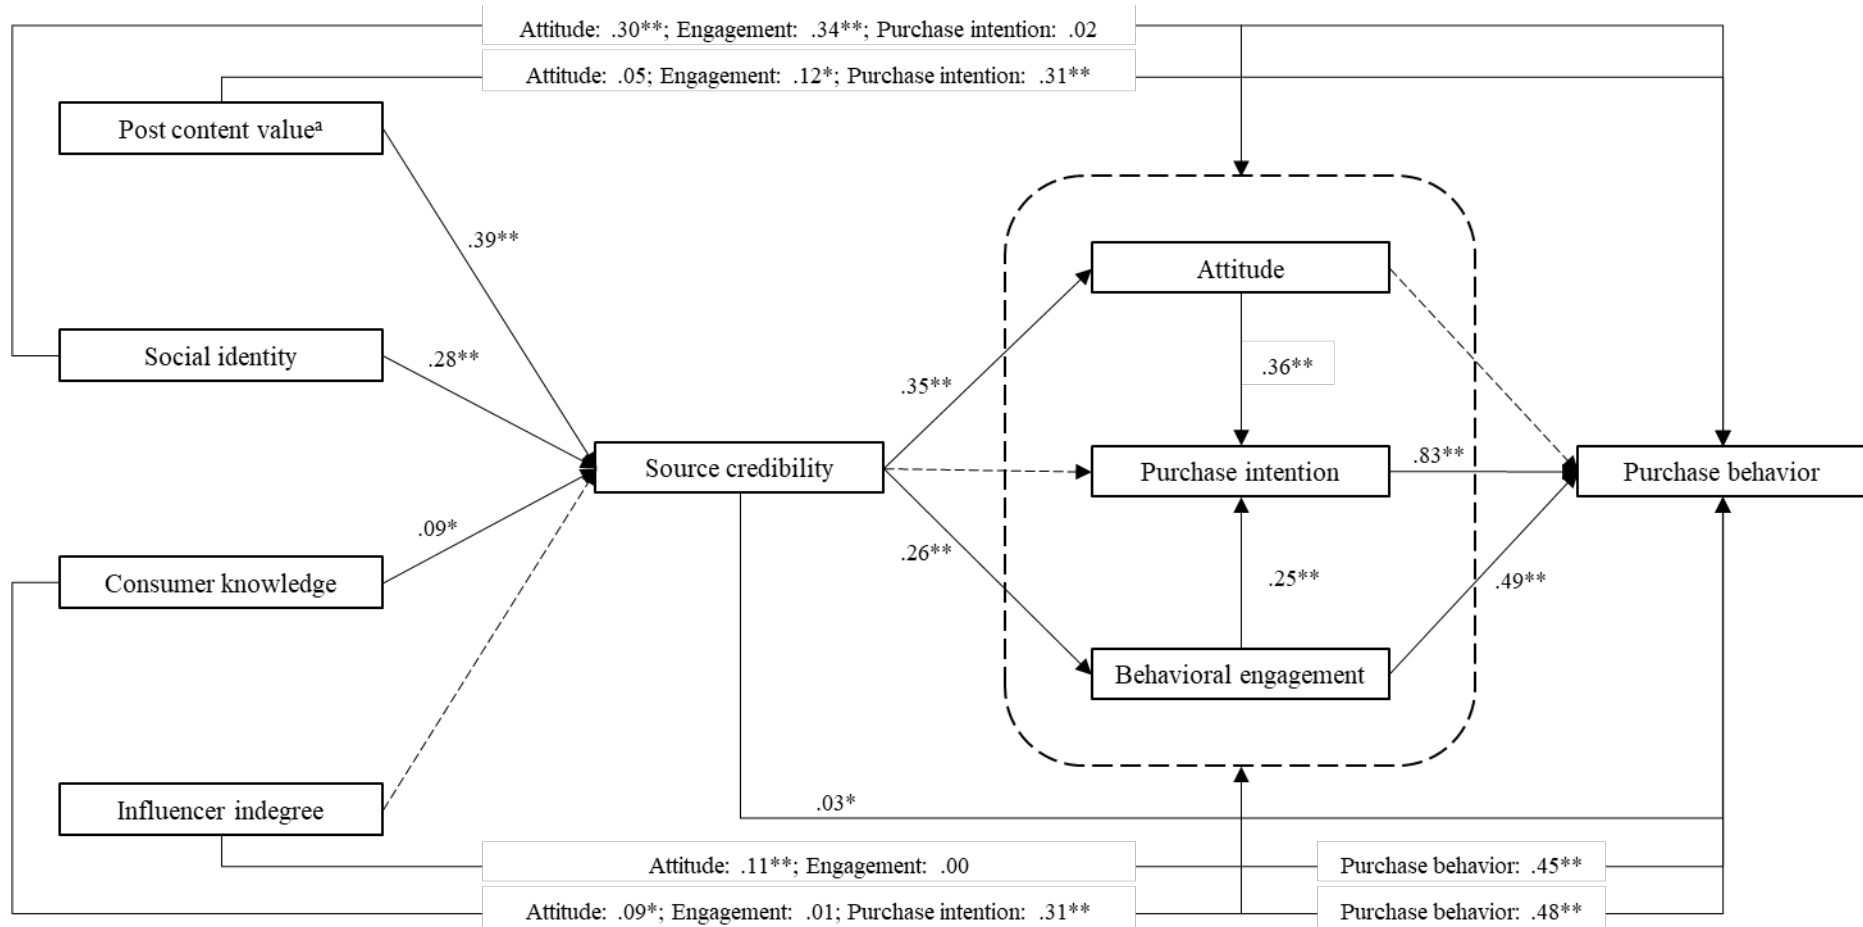 Attitude: .30**; Engagement: .34**; Purchase intention: .02
Attitude: .05; Engagement: .12*; Purchase intention: .31**
Post content valueᵃ
.39**
Attitude
Social identity
.28**
.35**
.36**
Source credibility
Purchase intention
.83**
Purchase behavior
.09*
.26**
Consumer knowledge
.25**
.49**
Behavioral engagement
Influencer indegree
.03*
Attitude: .11**; Engagement: .00
Purchase behavior: .45**
Attitude: .09*; Engagement: .01; Purchase intention: .31**
Purchase behavior: .48**